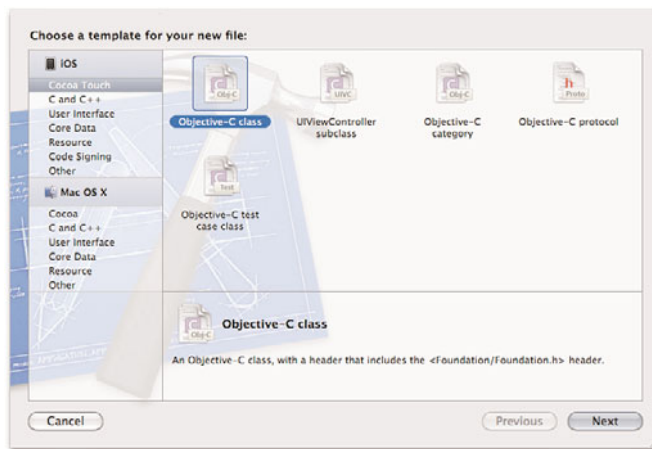 Choose a template for your new file:
iOS
Cocoa Touch
C and C++
User Interface
Core Data
Resource
Code Signing
Other
Mac OS X
Cocoa
C and C++
User Interface
Core Data
Resource
Other
Obj-C
Objective-C class
UIVC
UIViewController
subclass
Obj-C
Objective-C
category
h
Proto
Objective-C protocol
Test
Objective-C test
case class
Obj-C
Objective-C class
An Objective-C class, with a header that includes the <Foundation/Foundation.h> header.
Cancel
Previous
Next